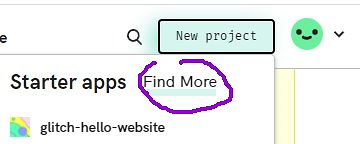 e
New project
Starter apps Find More
glitch-hello-website